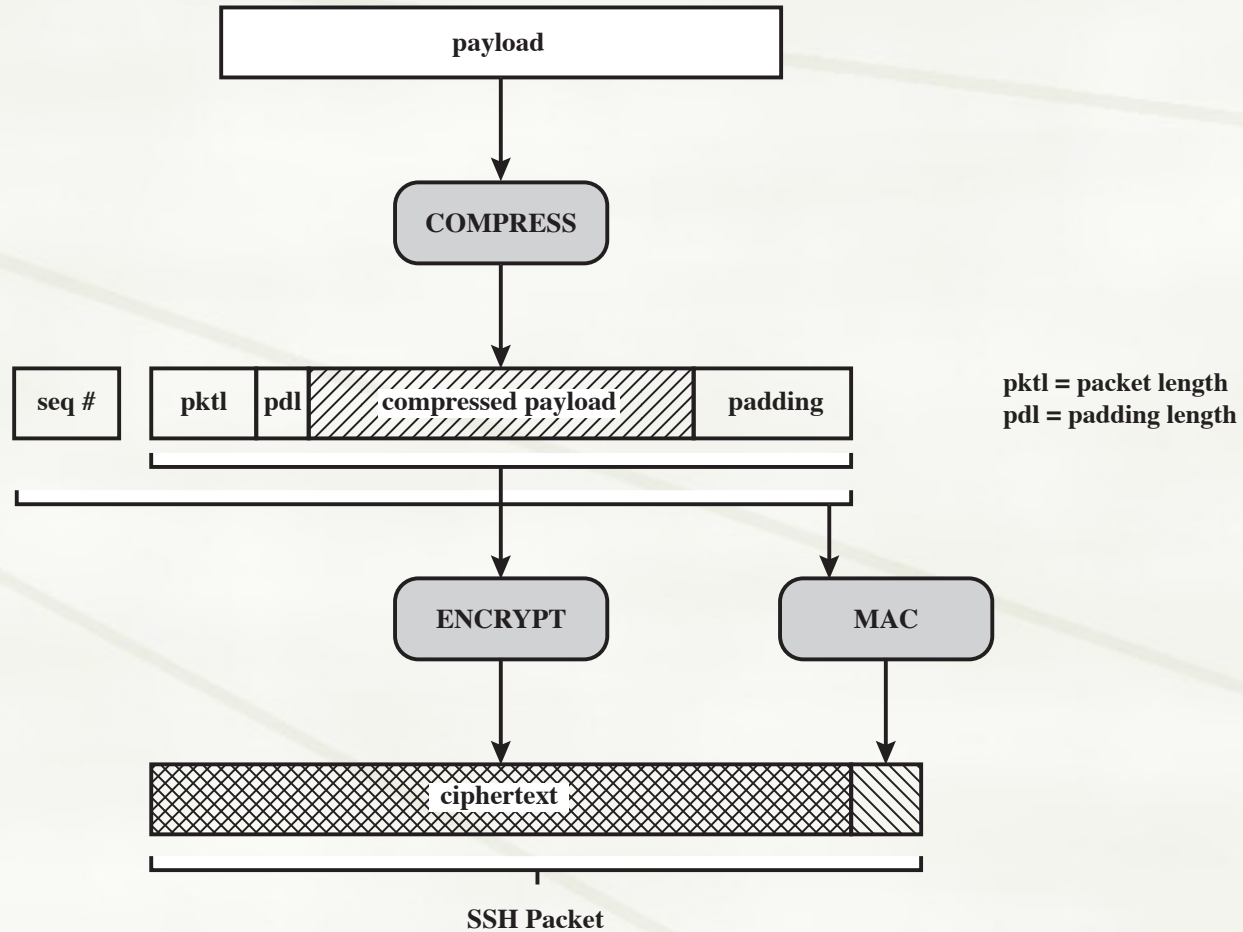 payload
COMPRESS
seq # pktl pdl compressed payload padding
pktl = packet length
pdl = padding length
ENCRYPT MAC
ciphertext
SSH Packet